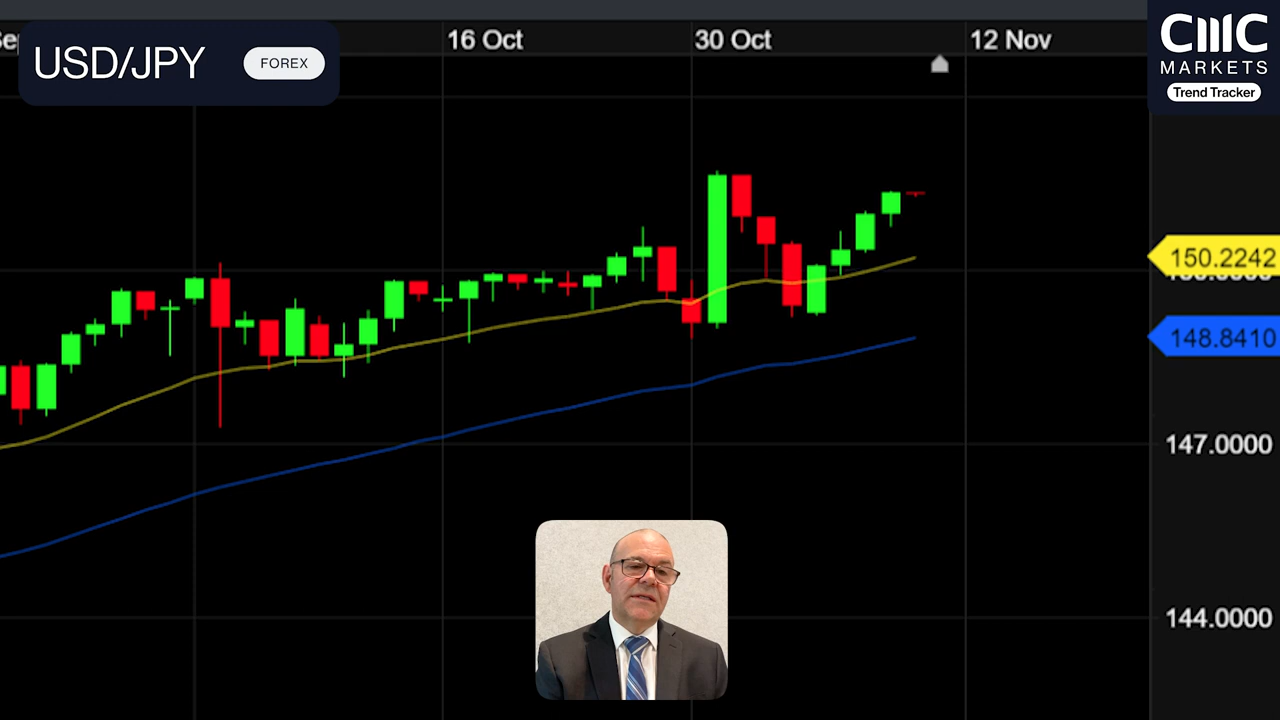 Sep
16 Oct
30 Oct
12 Nov
USD/JPY
FOREX
CMC
MARKETS
Trend Tracker
150.2242
148.8410
147.0000
144.0000